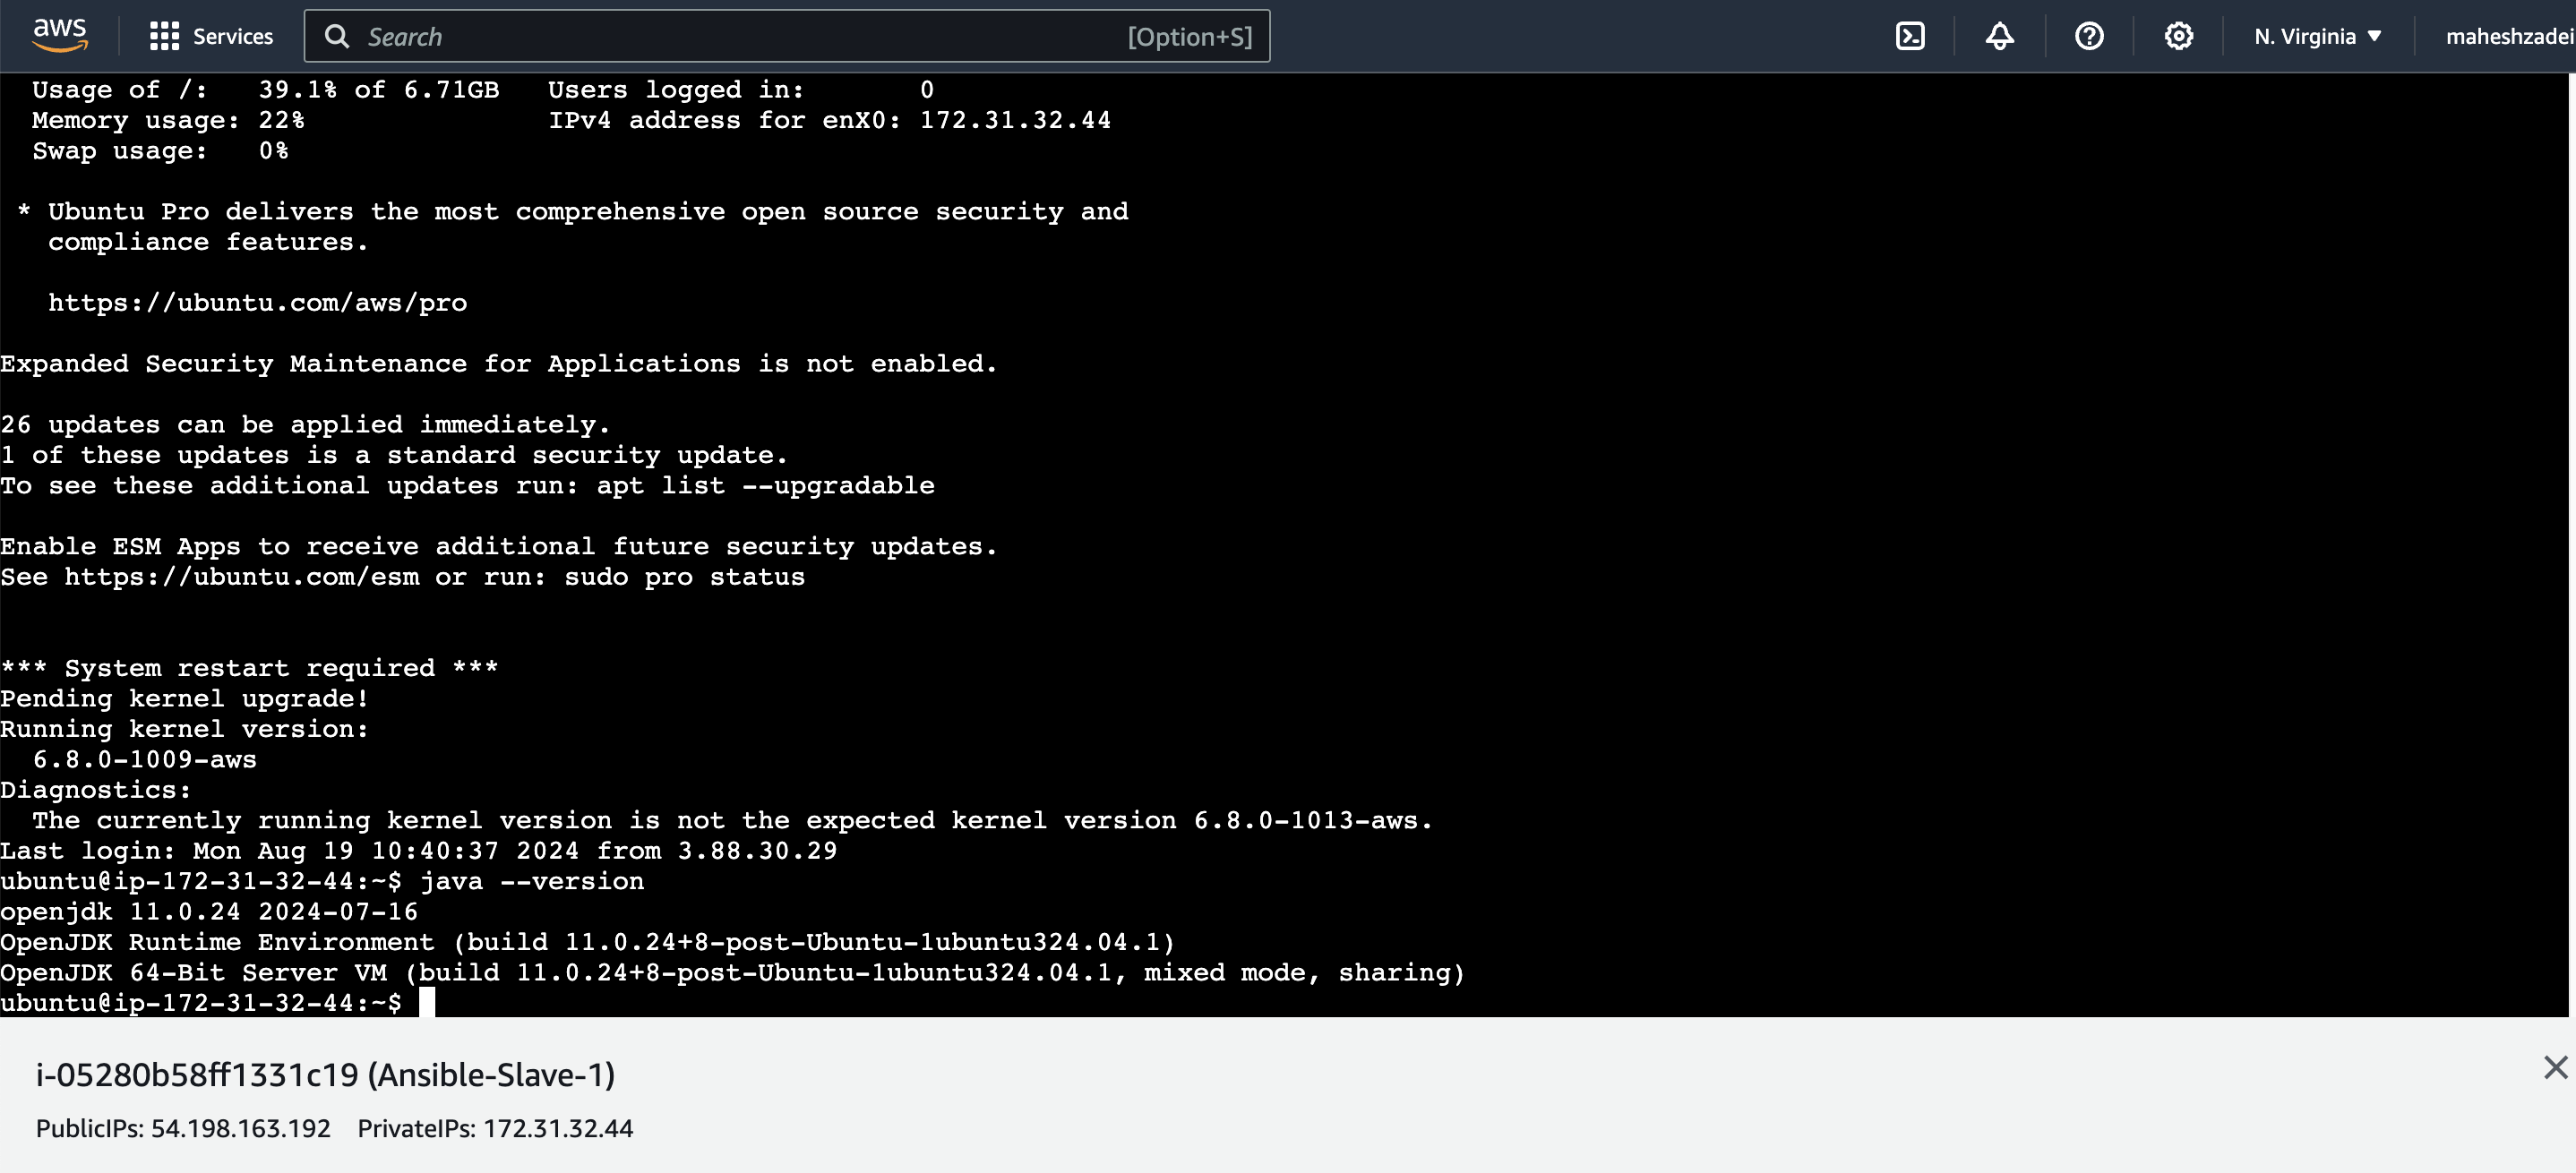 aws Services Search [Option+S] N. Virginia ▼ maheshzadei
Usage of /: 39.1% of 6.71GB Users logged in: 0
Memory usage: 22% IPv4 address for enX0: 172.31.32.44
Swap usage: 0%
* Ubuntu Pro delivers the most comprehensive open source security and
compliance features.
https://ubuntu.com/aws/pro
Expanded Security Maintenance for Applications is not enabled.
26 updates can be applied immediately.
1 of these updates is a standard security update.
To see these additional updates run: apt list --upgradable
Enable ESM Apps to receive additional future security updates.
See https://ubuntu.com/esm or run: sudo pro status
*** System restart required ***
Pending kernel upgrade!
Running kernel version:
6.8.0-1009-aws
Diagnostics:
The currently running kernel version is not the expected kernel version 6.8.0-1013-aws.
Last login: Mon Aug 19 10:40:37 2024 from 3.88.30.29
ubuntu@ip-172-31-32-44:~$ java --version
openjdk 11.0.24 2024-07-16
OpenJDK Runtime Environment (build 11.0.24+8-post-Ubuntu-1ubuntu324.04.1)
OpenJDK 64-Bit Server VM (build 11.0.24+8-post-Ubuntu-1ubuntu324.04.1, mixed mode, sharing)
ubuntu@ip-172-31-32-44:~$
i-05280b58ff1331c19 (Ansible-Slave-1)
PublicIPs: 54.198.163.192 PrivateIPs: 172.31.32.44